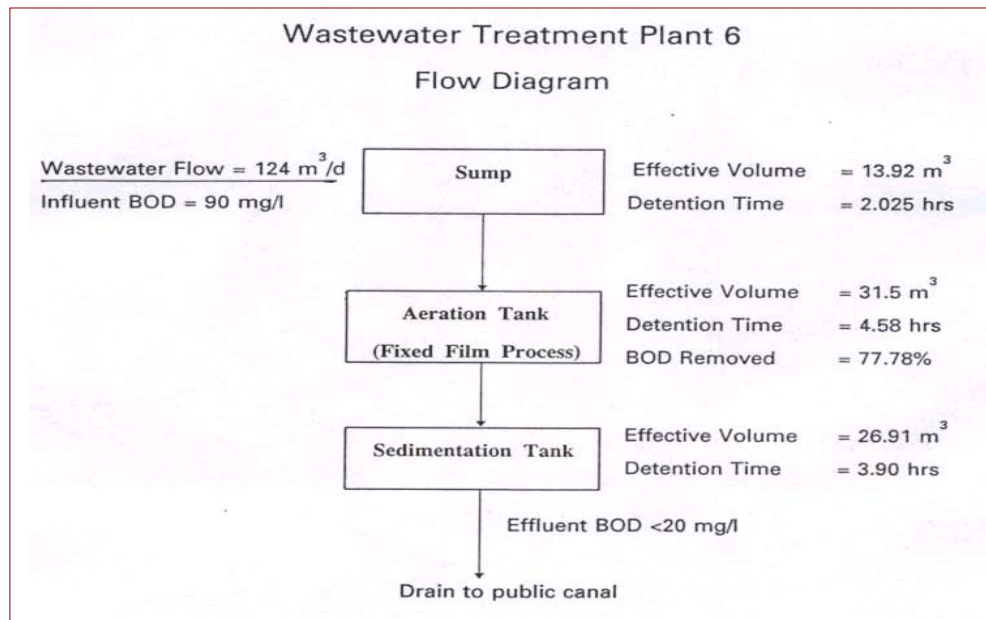 Wastewater Treatment Plant 6
Flow Diagram
Wastewater Flow = 124 m³/d
Influent BOD = 90 mg/l
Sump
Effective Volume = 13.92 m³
Detention Time = 2.025 hrs
Aeration Tank
(Fixed Film Process)
Effective Volume = 31.5 m³
Detention Time = 4.58 hrs
BOD Removed = 77.78%
Sedimentation Tank
Effective Volume = 26.91 m³
Detention Time = 3.90 hrs
Effluent BOD <20 mg/l
Drain to public canal